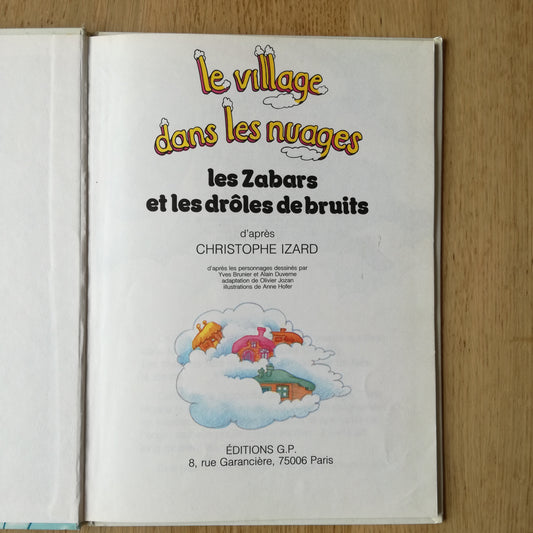 le village
dans les nuages
les Zabars
et les drôles de bruits
d'après
CHRISTOPHE IZARD
d'après les personnages dessinés par
Yves Brunier et Alain Duverne
adaptation de Olivier Jozan
illustrations de Anne Hofer
ÉDITIONS G.P.
8, rue Garancière, 75006 Paris